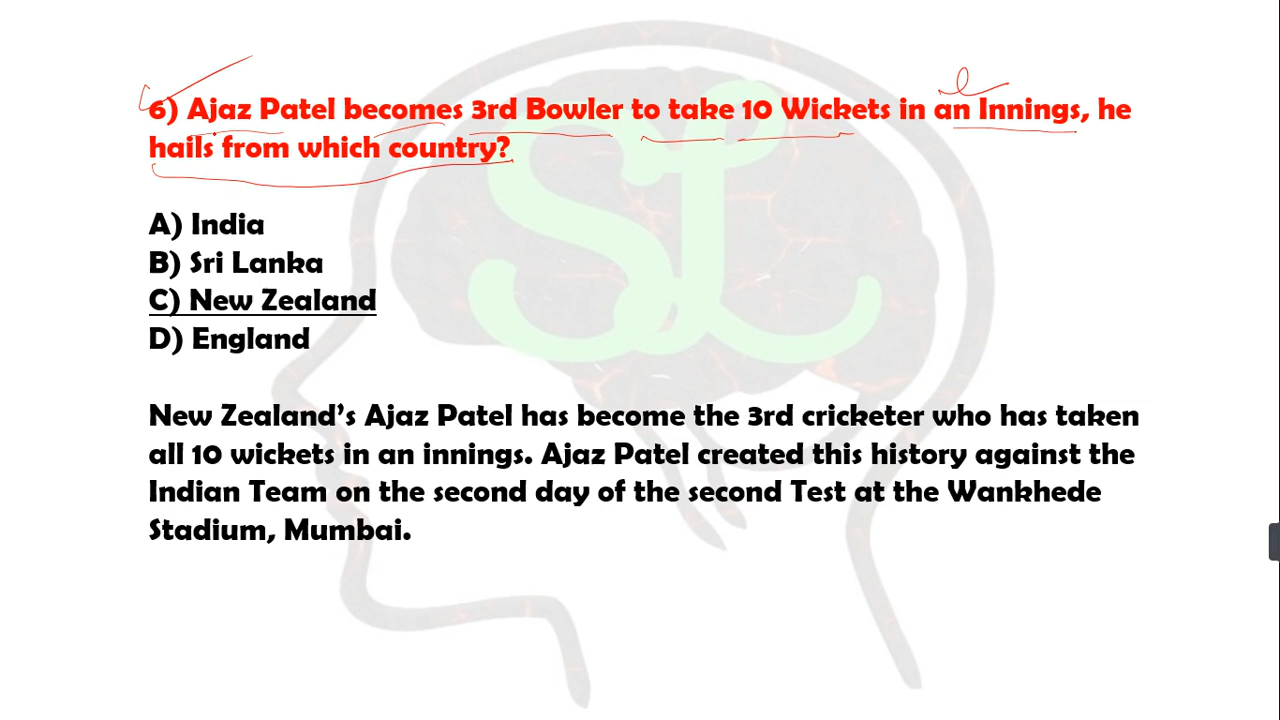 6) Ajaz Patel becomes 3rd Bowler to take 10 Wickets in an Innings, he
hails from which country?
A) India
B) Sri Lanka
C) New Zealand
D) England
New Zealand’s Ajaz Patel has become the 3rd cricketer who has taken
all 10 wickets in an innings. Ajaz Patel created this history against the
Indian Team on the second day of the second Test at the Wankhede
Stadium, Mumbai.
SL